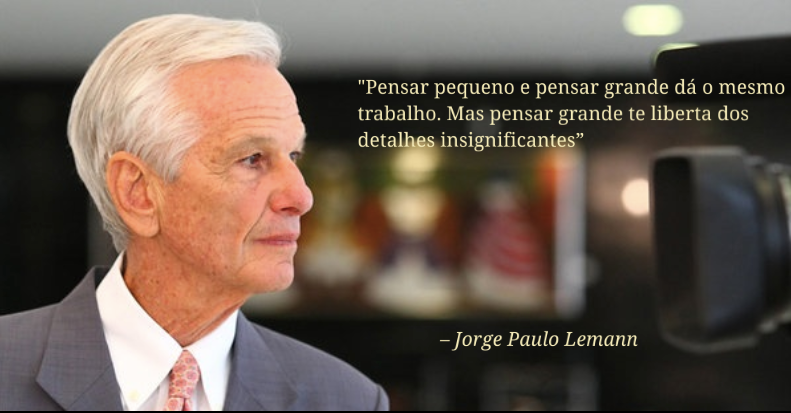 "Pensar pequeno e pensar grande dá o mesmo
trabalho. Mas pensar grande te liberta dos
detalhes insignificantes”
– Jorge Paulo Lemann